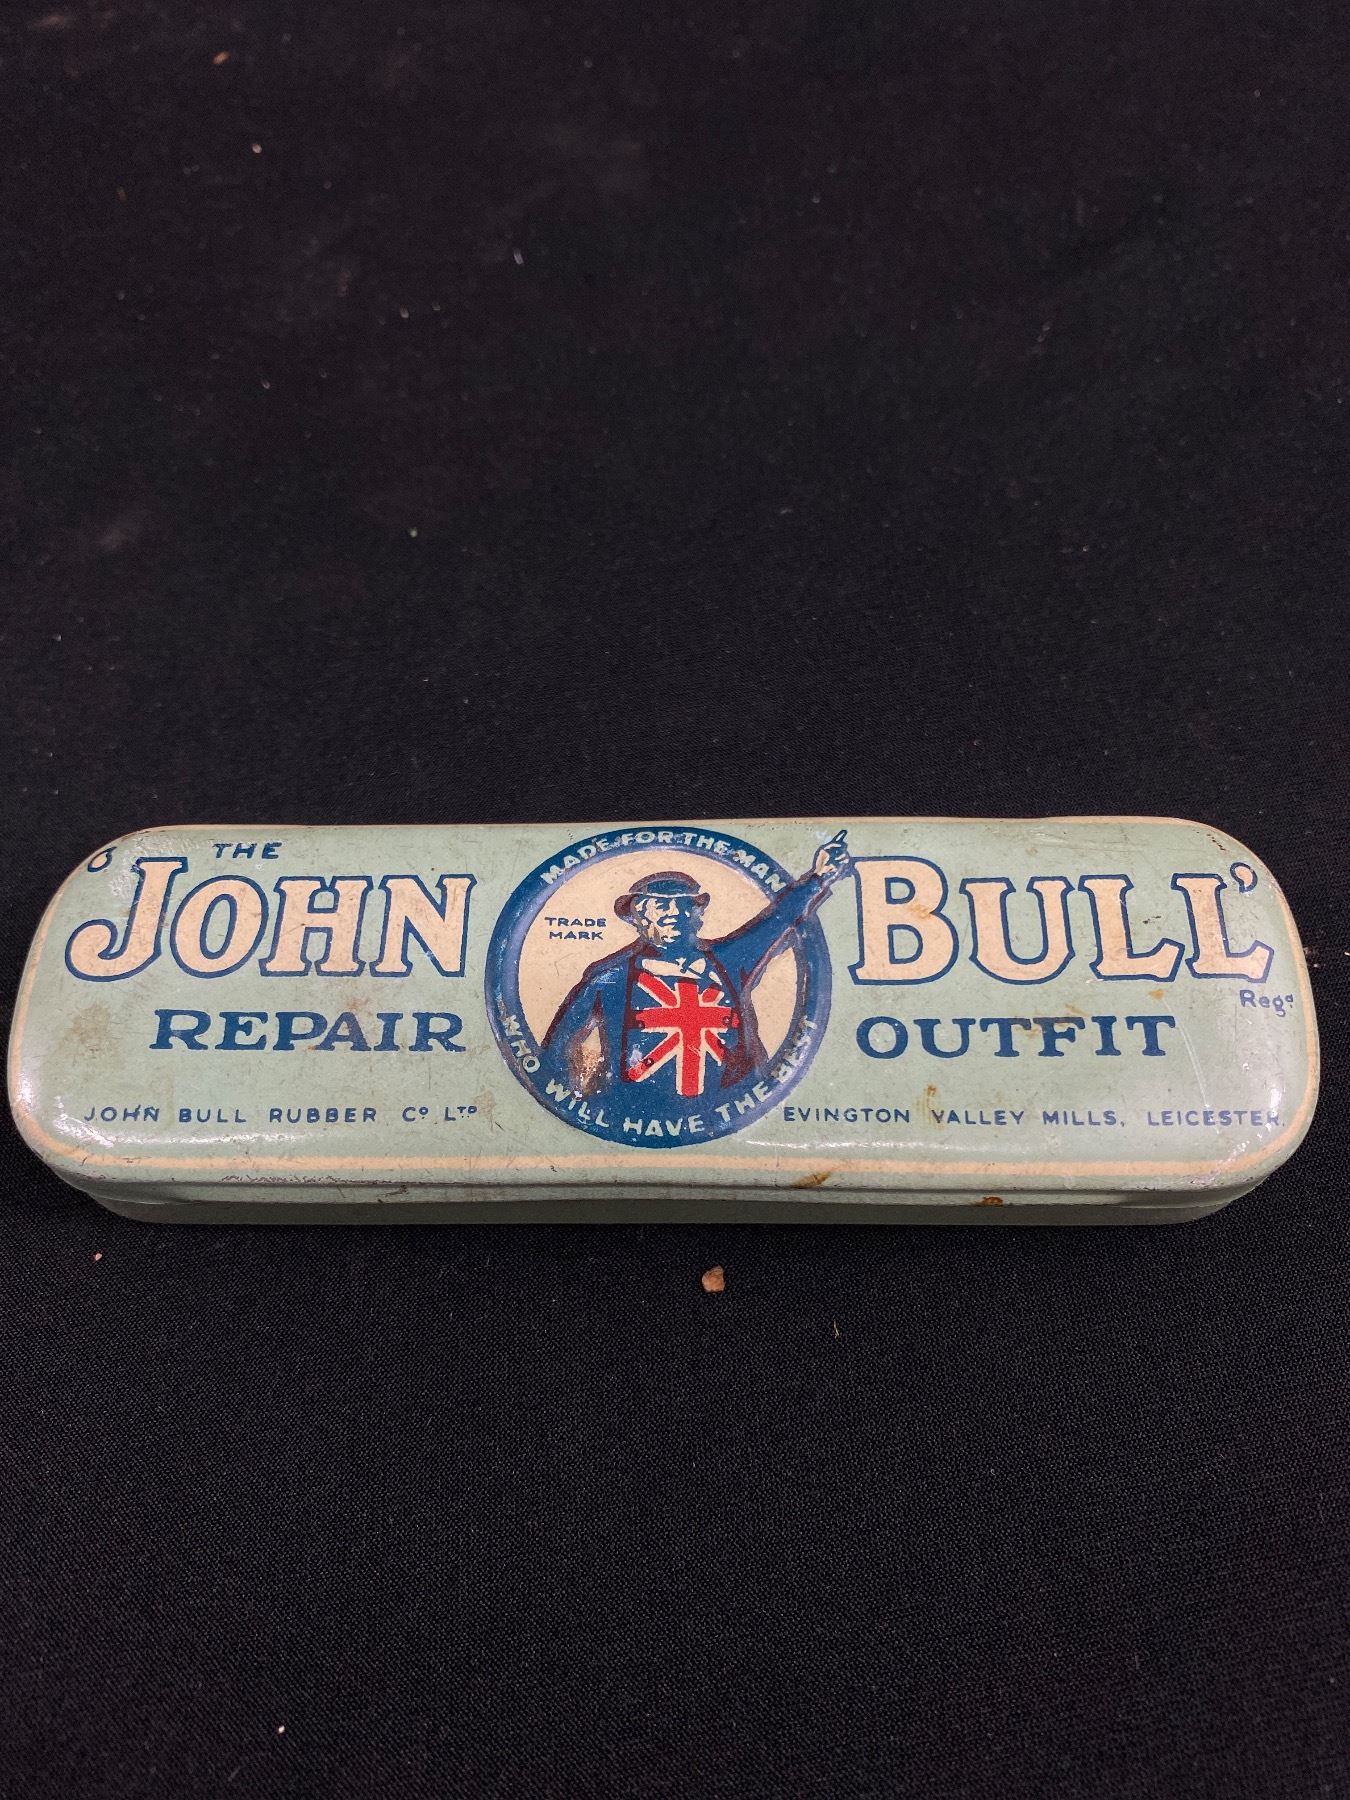 THE
'JOHN BULL' Regd
REPAIR OUTFIT
MADE FOR THE MAN
TRADE
MARK
WHO WILL HAVE THE BEST
JOHN BULL RUBBER Co LTD EVINGTON VALLEY MILLS, LEICESTER.